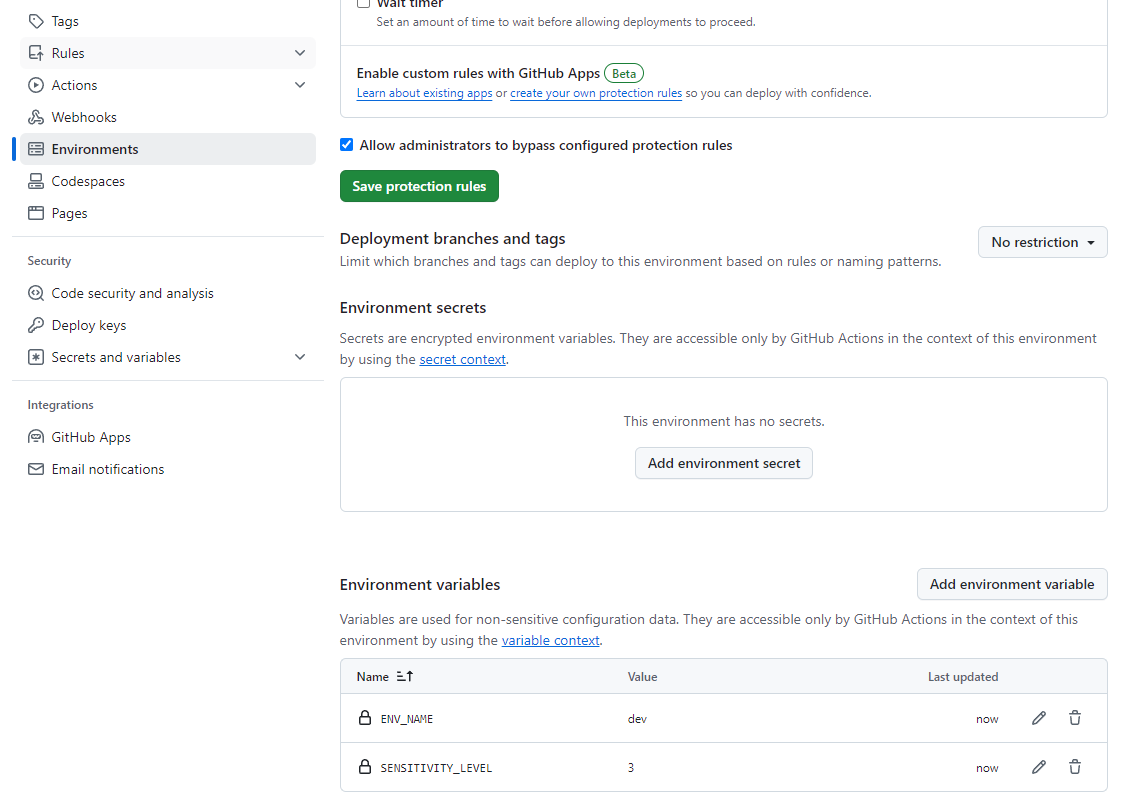 Tags
Rules
Actions
Webhooks
Environments
Codespaces
Pages
Security
Code security and analysis
Deploy keys
Secrets and variables
Integrations
GitHub Apps
Email notifications
Wait timer
Set an amount of time to wait before allowing deployments to proceed.
Enable custom rules with GitHub Apps Beta
Learn about existing apps or create your own protection rules so you can deploy with confidence.
Allow administrators to bypass configured protection rules
Save protection rules
Deployment branches and tags
No restriction
Limit which branches and tags can deploy to this environment based on rules or naming patterns.
Environment secrets
Secrets are encrypted environment variables. They are accessible only by GitHub Actions in the context of this environment
by using the secret context.
This environment has no secrets.
Add environment secret
Environment variables
Add environment variable
Variables are used for non-sensitive configuration data. They are accessible only by GitHub Actions in the context of this
environment by using the variable context.
Name Value Last updated
ENV_NAME dev now
SENSITIVITY_LEVEL 3 now